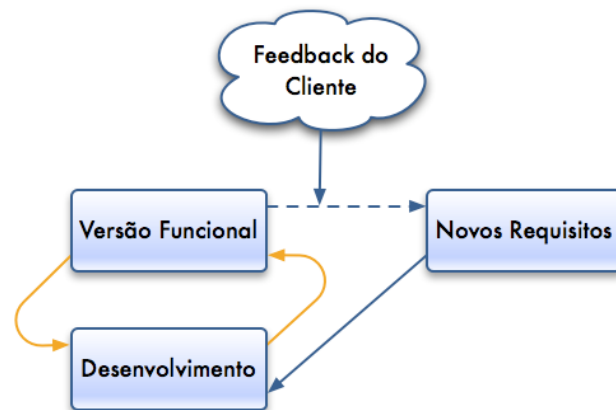 Feedback do
Cliente
Versão Funcional
Novos Requisitos
Desenvolvimento